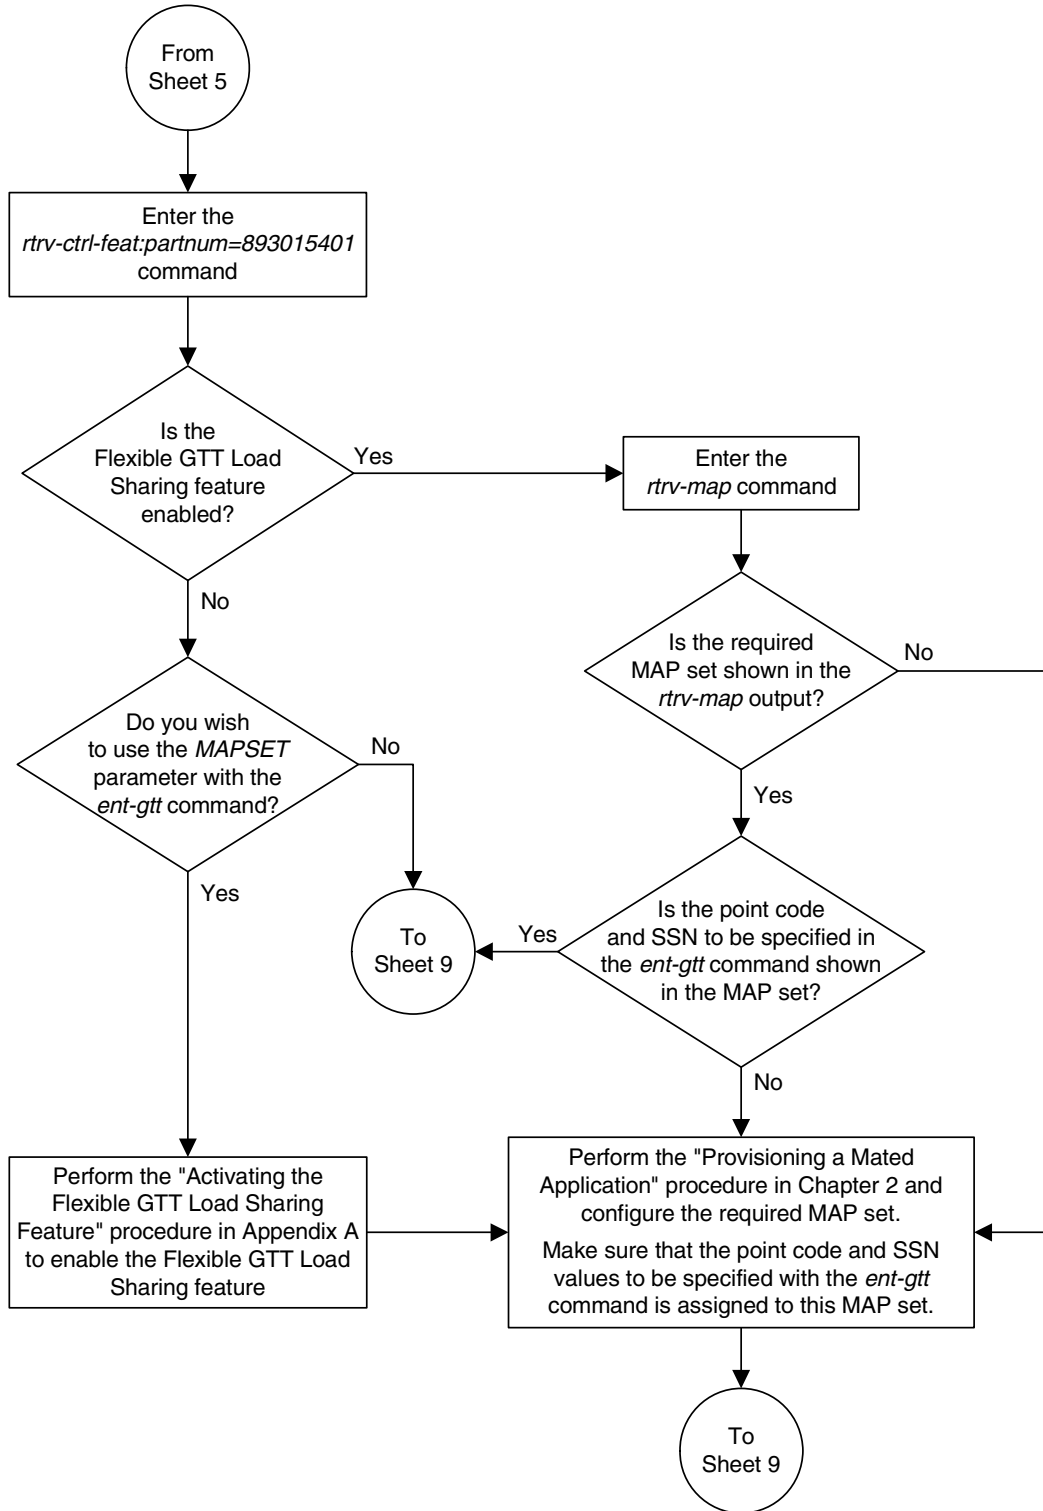 From
Sheet 5
Enter the
rtrv-ctrl-feat:partnum=893015401
command
Is the
Flexible GTT Load
Sharing feature
enabled?
Yes
No
Enter the
rtrv-map command
Is the required
MAP set shown in the
rtrv-map output?
No
Yes
Do you wish
to use the MAPSET
parameter with the
ent-gtt command?
No
Yes
To
Sheet 9
Is the point code
and SSN to be specified in
the ent-gtt command shown
in the MAP set?
Yes
No
Perform the "Activating the
Flexible GTT Load Sharing
Feature" procedure in Appendix A
to enable the Flexible GTT Load
Sharing feature
Perform the "Provisioning a Mated
Application" procedure in Chapter 2 and
configure the required MAP set.
Make sure that the point code and SSN
values to be specified with the ent-gtt
command is assigned to this MAP set.
To
Sheet 9